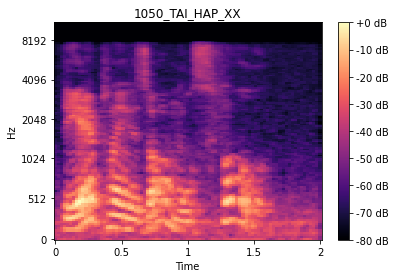 1050_TAI_HAP_XX
+0 dB
8192
-10 dB
-20 dB
4096
-30 dB
Hz
2048
-40 dB
1024
-50 dB
512
-60 dB
-70 dB
0
-80 dB
0 0.5 1 1.5 2
Time